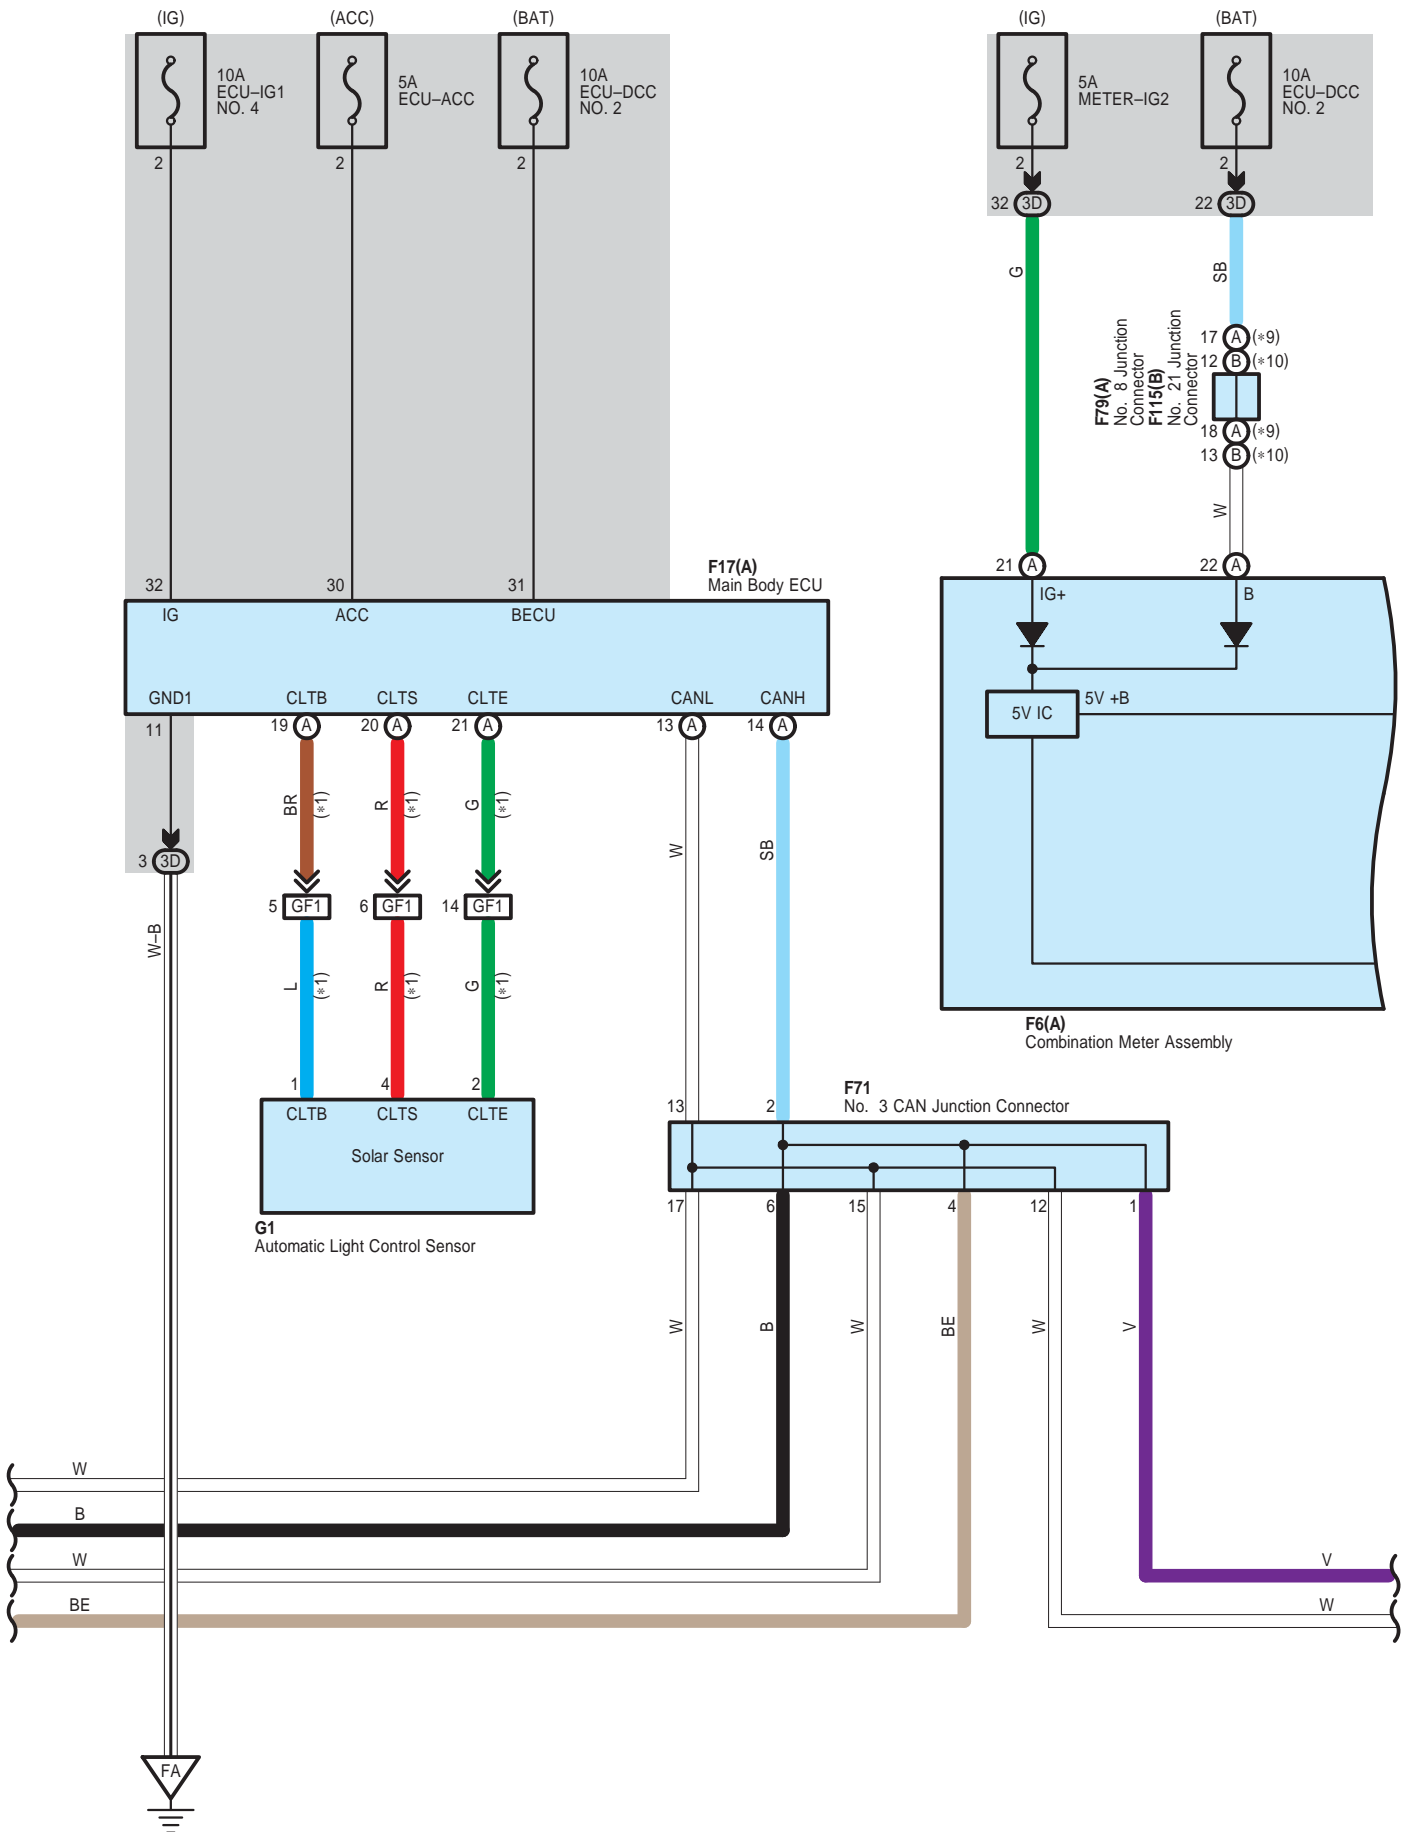 (IG)
(ACC)
(BAT)
(IG)
(BAT)
10A
ECU–IG1
NO. 4
5A
ECU–ACC
10A
ECU–DCC
NO. 2
5A
METER–IG2
10A
ECU–DCC
NO. 2
2
2
2
2
2
32
3D
22
3D
G
SB
F79(A)
No. 8 Junction
Connector
F115(B)
No. 21 Junction
Connector
17
A
(*9)
12
B
(*10)
18
A
(*9)
13
B
(*10)
W
32
30
31
F17(A)
Main Body ECU
21
A
22
A
IG
ACC
BECU
IG+
B
GND1
CLTB
CLTS
CLTE
CANL
CANH
5V IC
5V +B
11
19
A
20
A
21
A
13
A
14
A
BR
(*1)
R
(*1)
G
(*1)
W
SB
3
3D
5
GF1
6
GF1
14
GF1
W–B
L
(*1)
R
(*1)
G
(*1)
F6(A)
Combination Meter Assembly
1
4
2
CLTB
CLTS
CLTE
Solar Sensor
G1
Automatic Light Control Sensor
F71
No. 3 CAN Junction Connector
13
2
17
6
15
4
12
1
W
B
W
BE
W
V
W
B
W
BE
V
W
FA